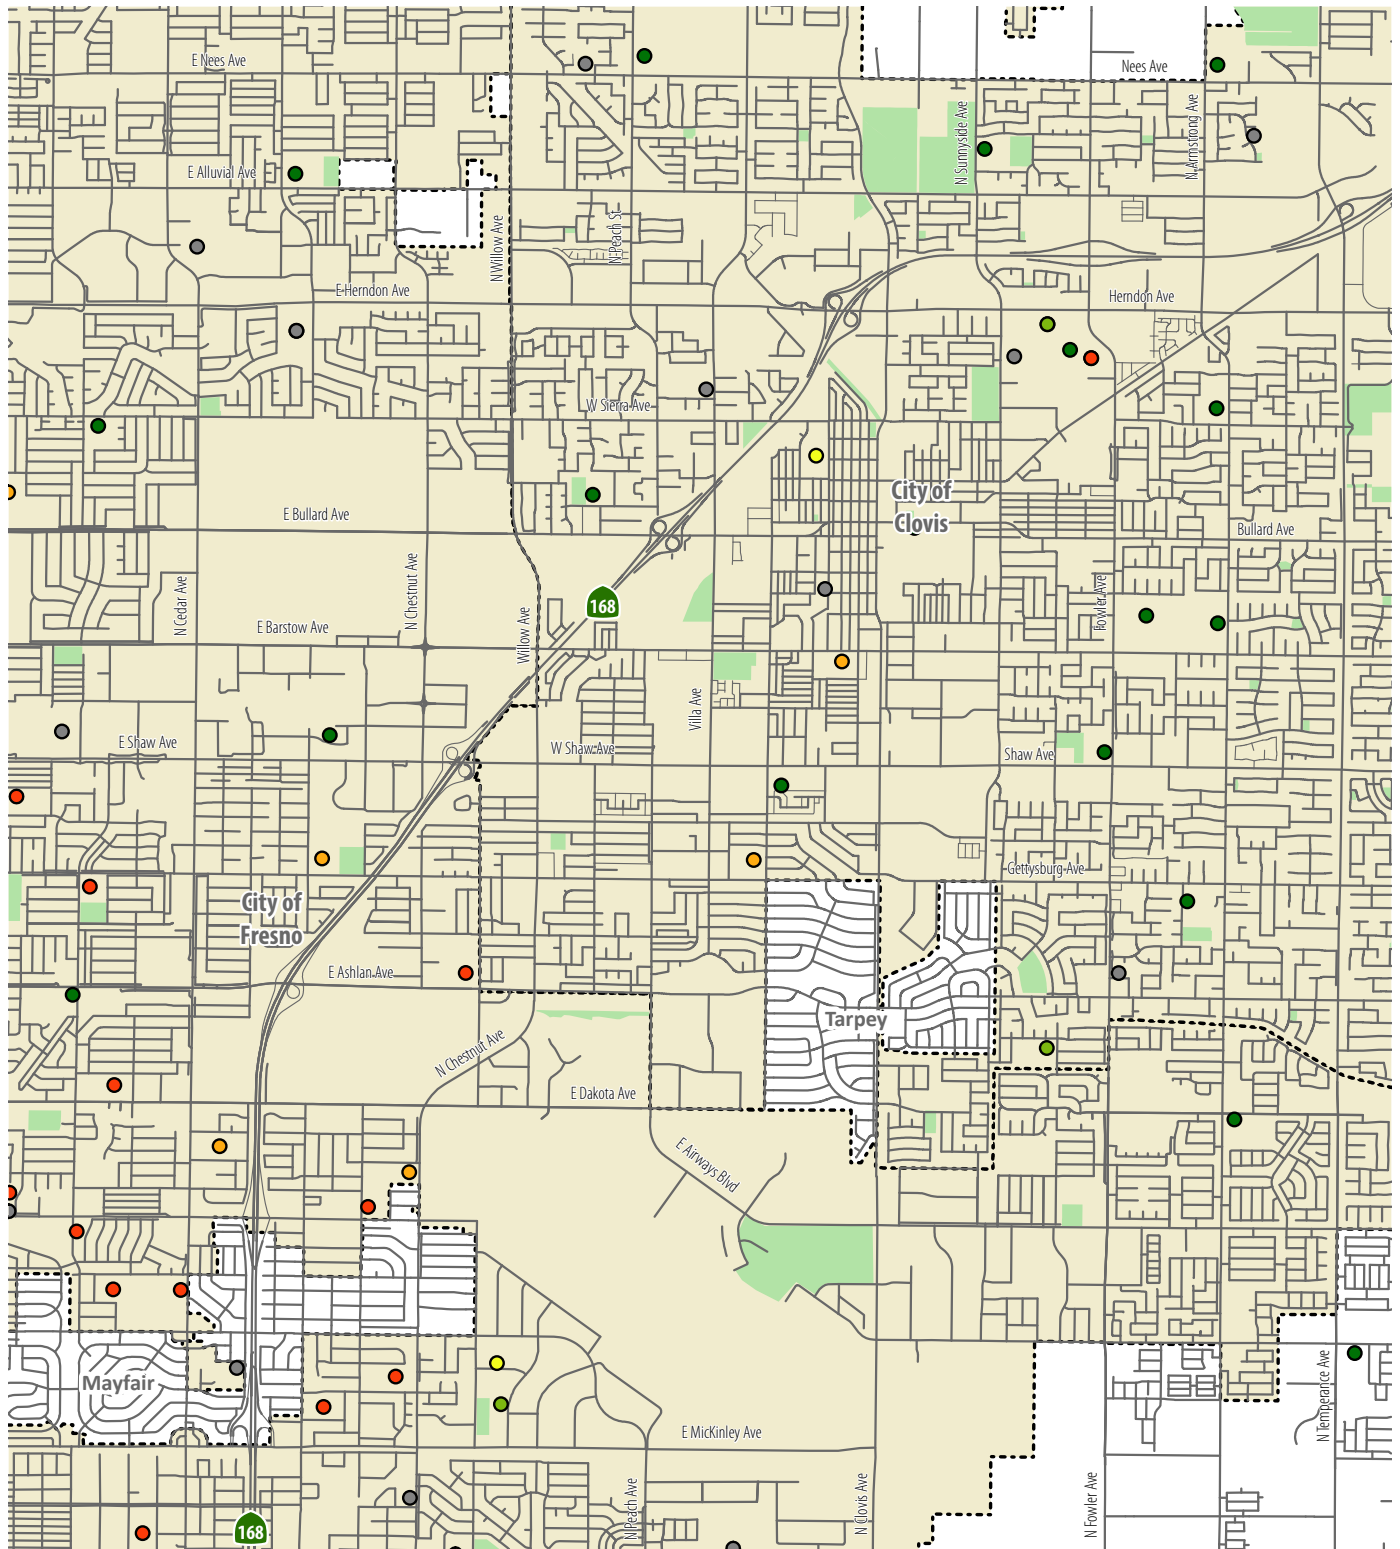 E Nees Ave
Nees Ave
N Sunnyside Ave
N Armstrong Ave
E Alluvial Ave
N Willow Ave
N Peach St
E Herndon Ave
Herndon Ave
W Sierra Ave
City of
Clovis
E Bullard Ave
Bullard Ave
N Cedar Ave
N Chestnut Ave
168
Fowler Ave
E Barstow Ave
Willow Ave
Villa Ave
E Shaw Ave
W Shaw Ave
Shaw Ave
Gettysburg Ave
City of
Fresno
E Ashlan Ave
Tarpey
N Chestnut Ave
E Dakota Ave
E Airways Blvd
Mayfair
N Temperance Ave
E MicKinley Ave
N Peach Ave
N Clovis Ave
N Fowler Ave
168